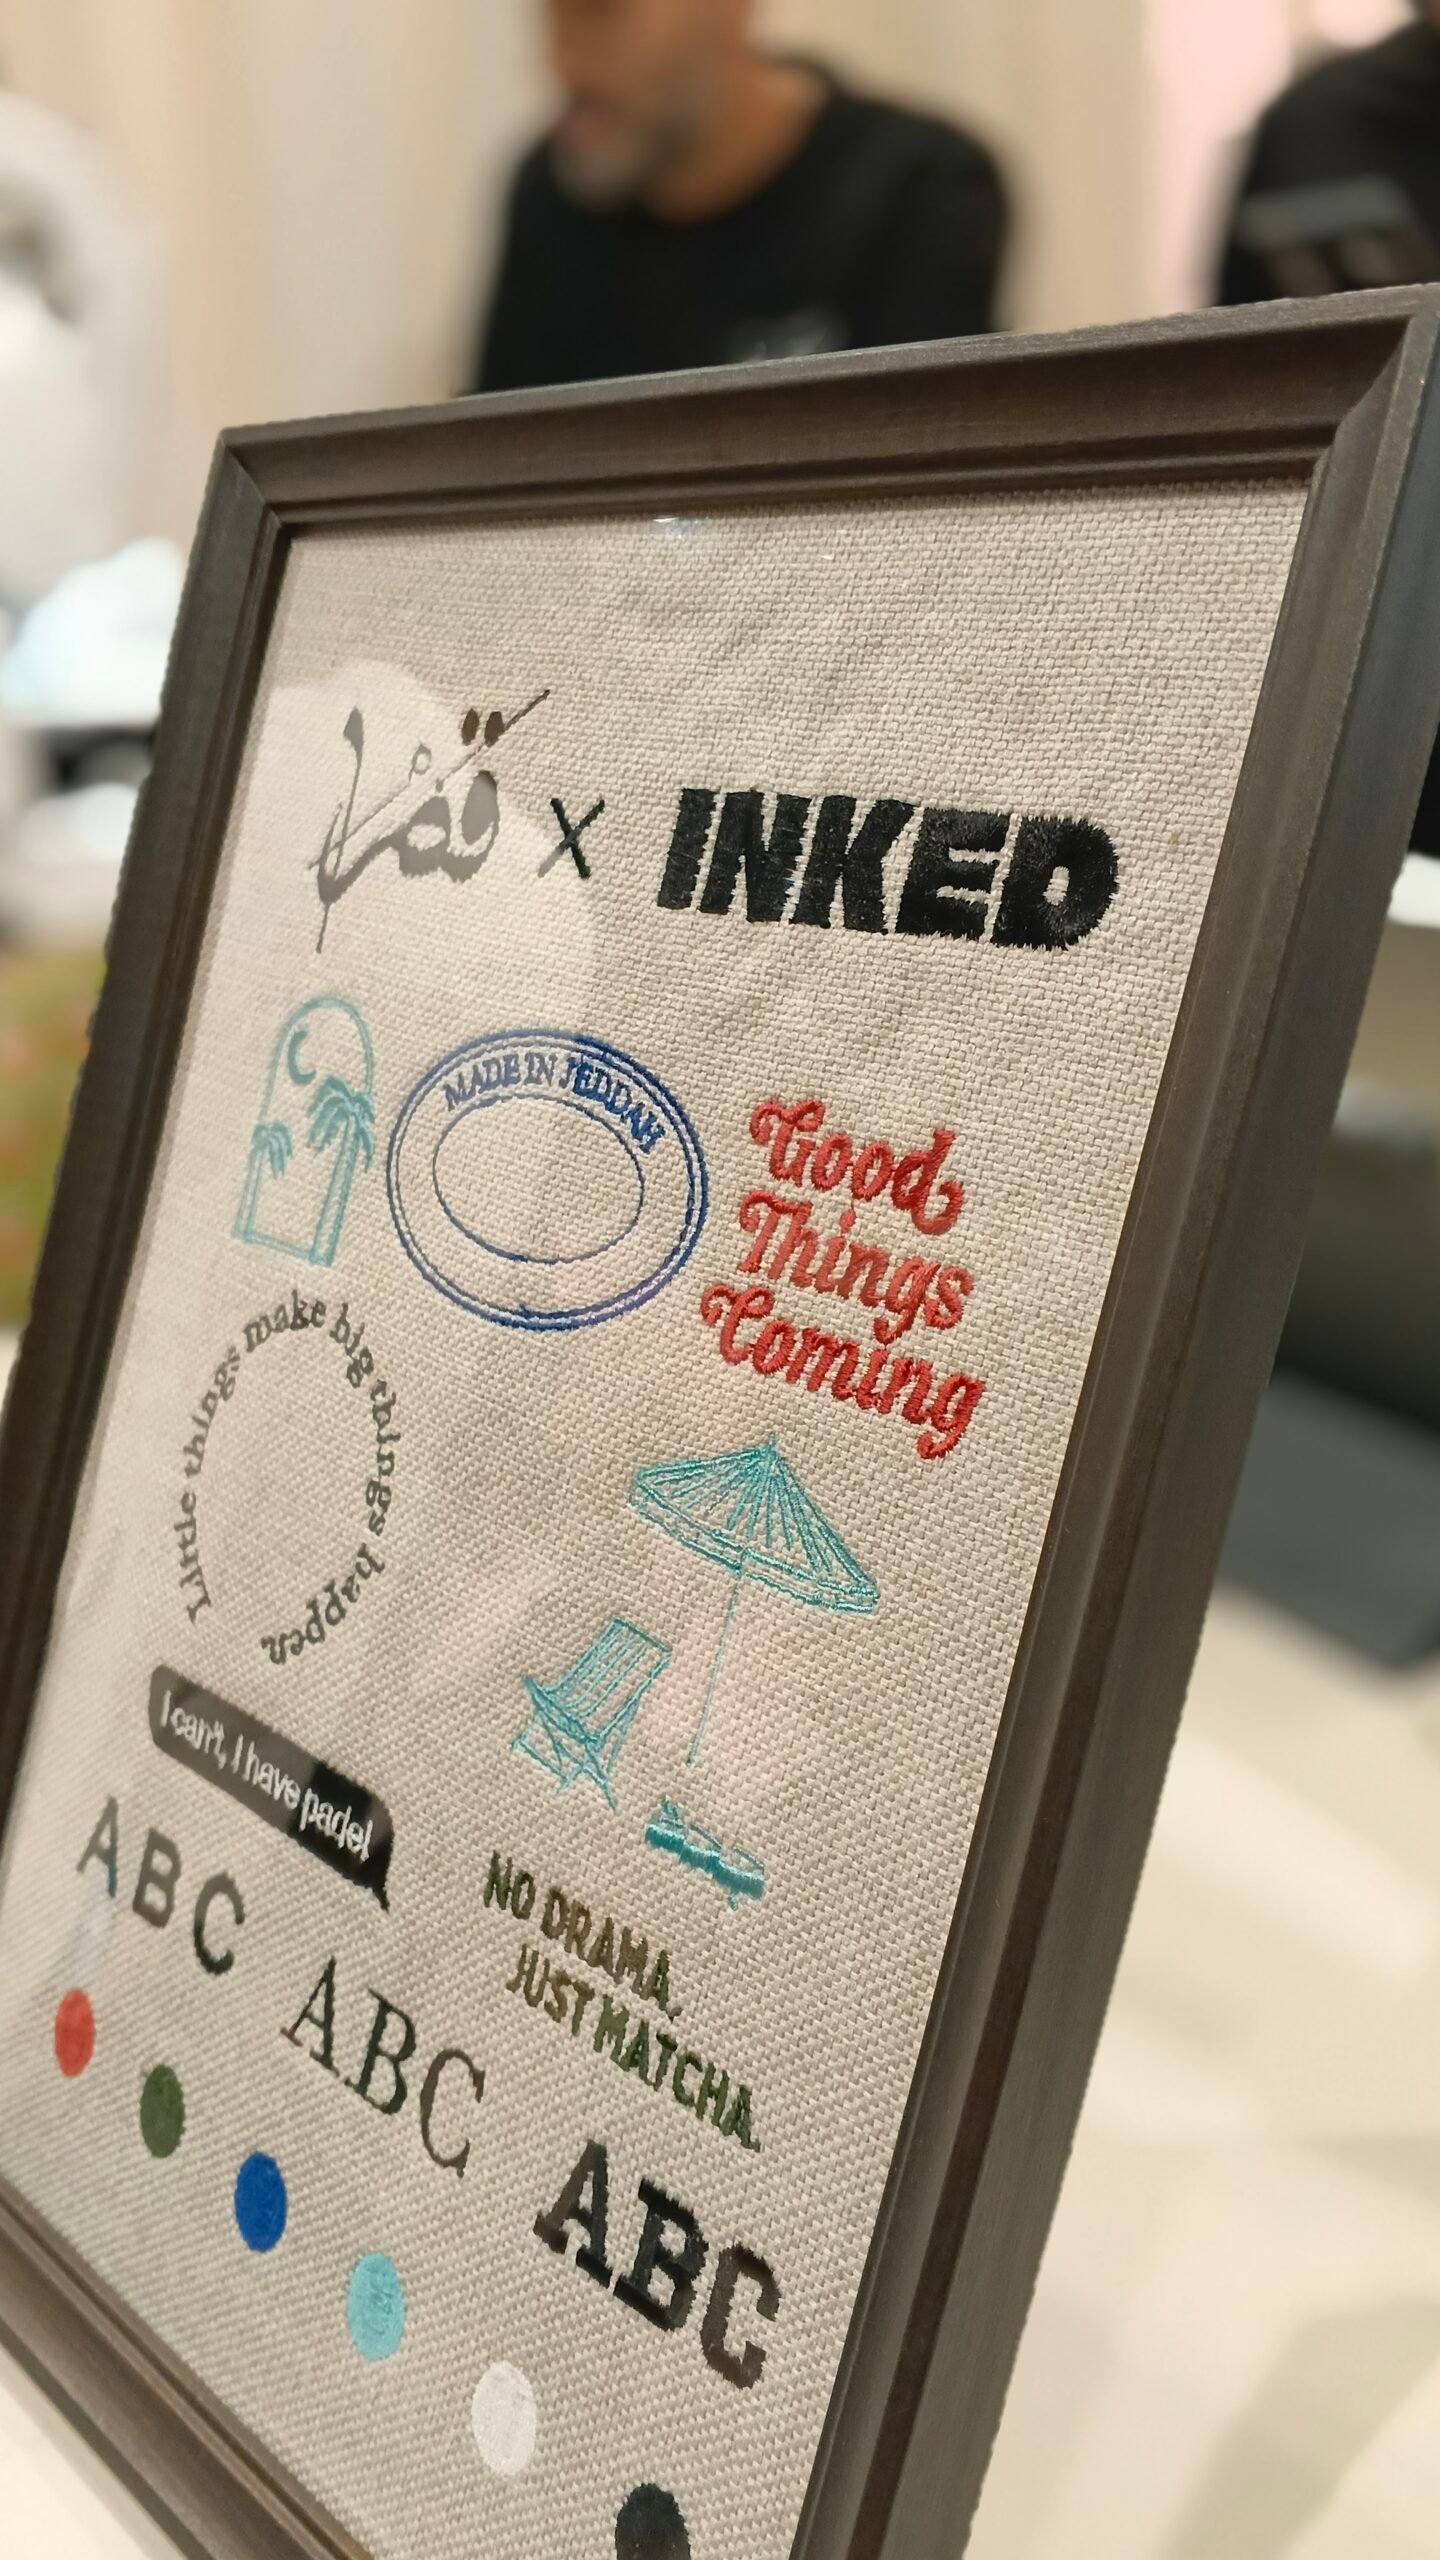 X INKED
MADE IN JEDDAH
Good
Things
Coming
Little things make big things happen
I can't, I have padel
NO DRAMA,
JUST MATCHA.
ABC
ABC
ABC